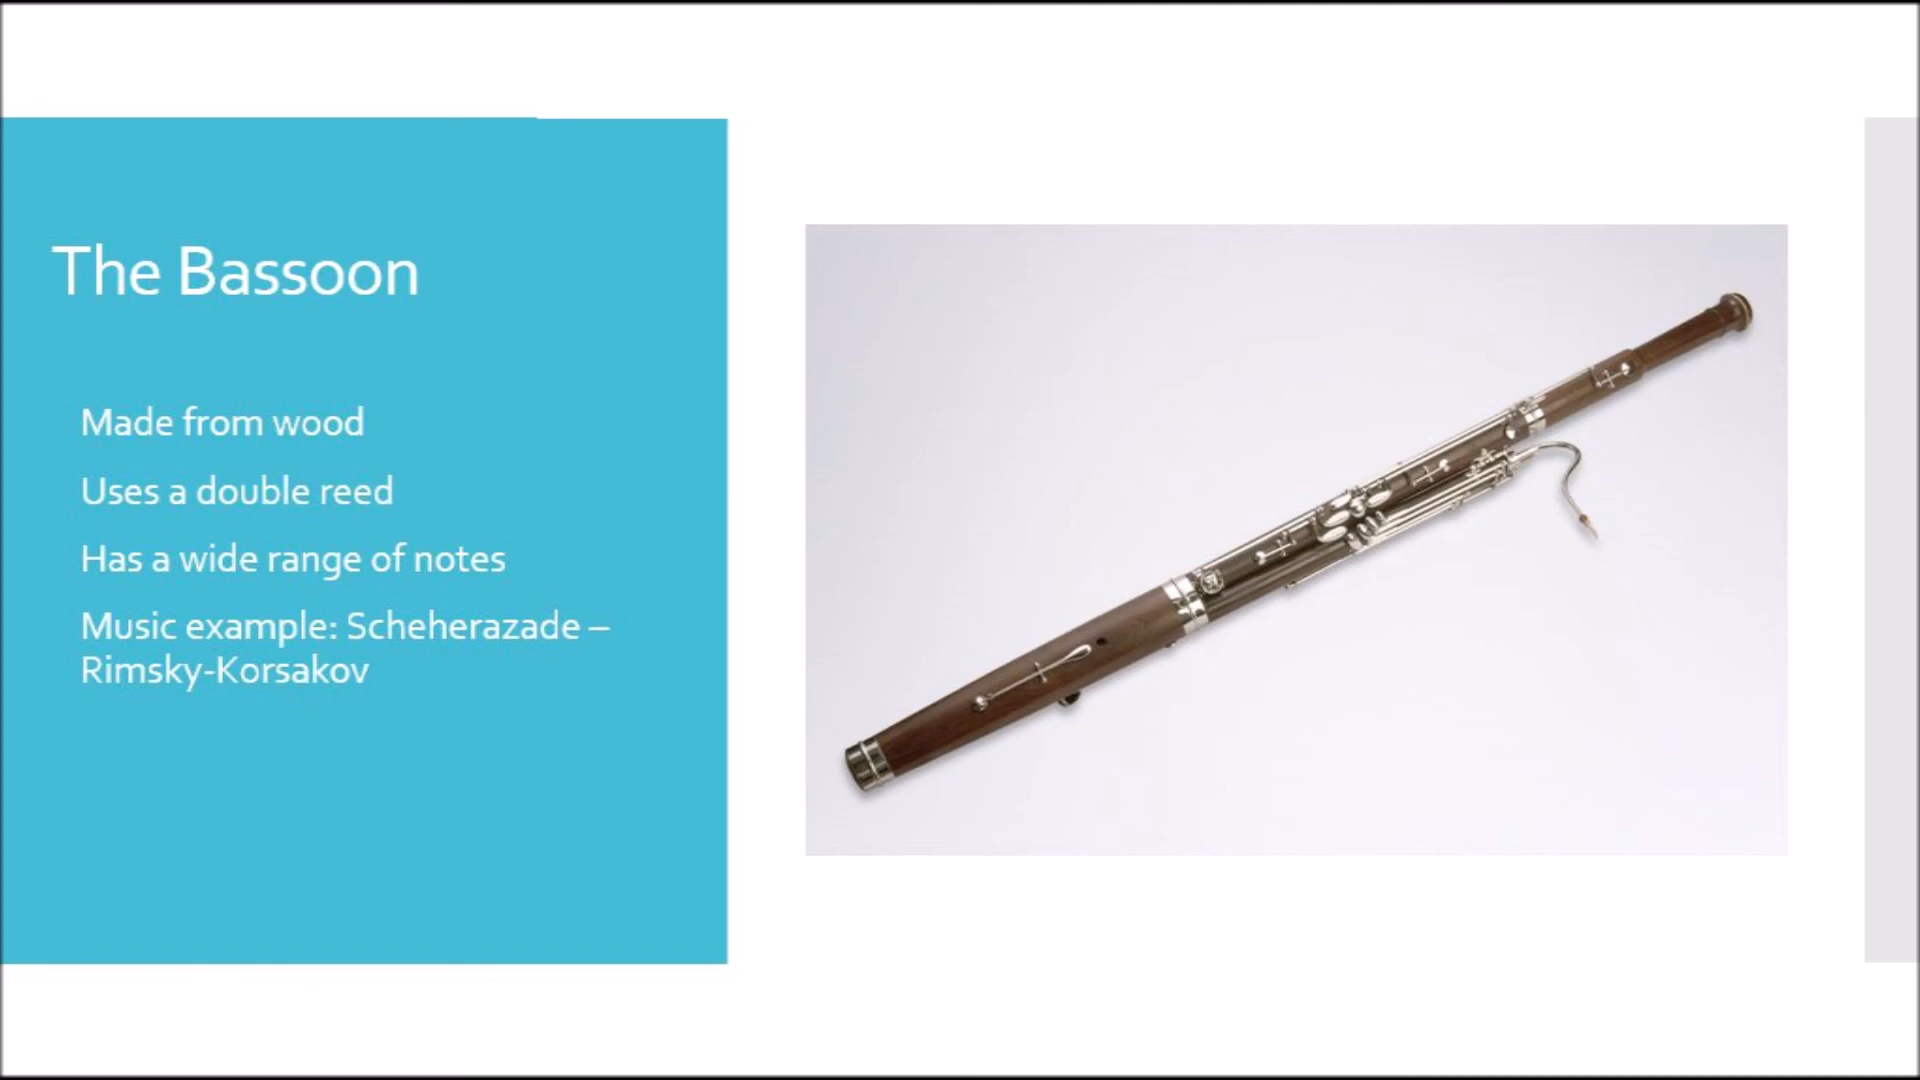 The Bassoon
Made from wood
Uses a double reed
Has a wide range of notes
Music example: Scheherazade –
Rimsky-Korsakov